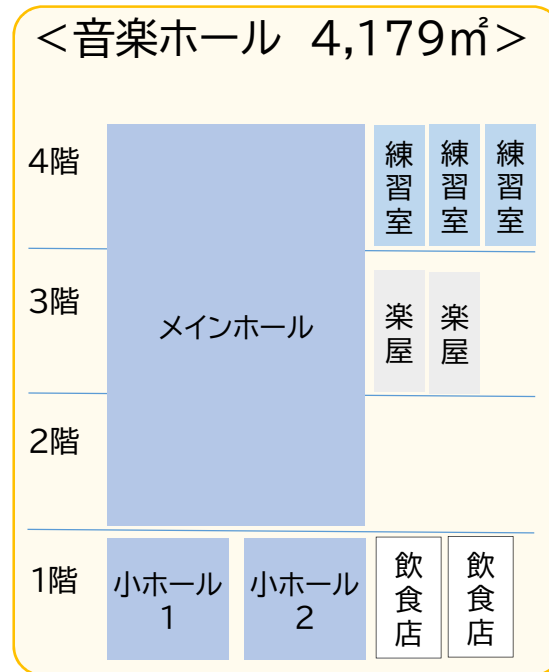 <音楽ホール 4,179㎡>
4階
練習室
練習室
練習室
3階
メインホール
楽屋
楽屋
2階
1階
小ホール
1
小ホール
2
飲食店
飲食店